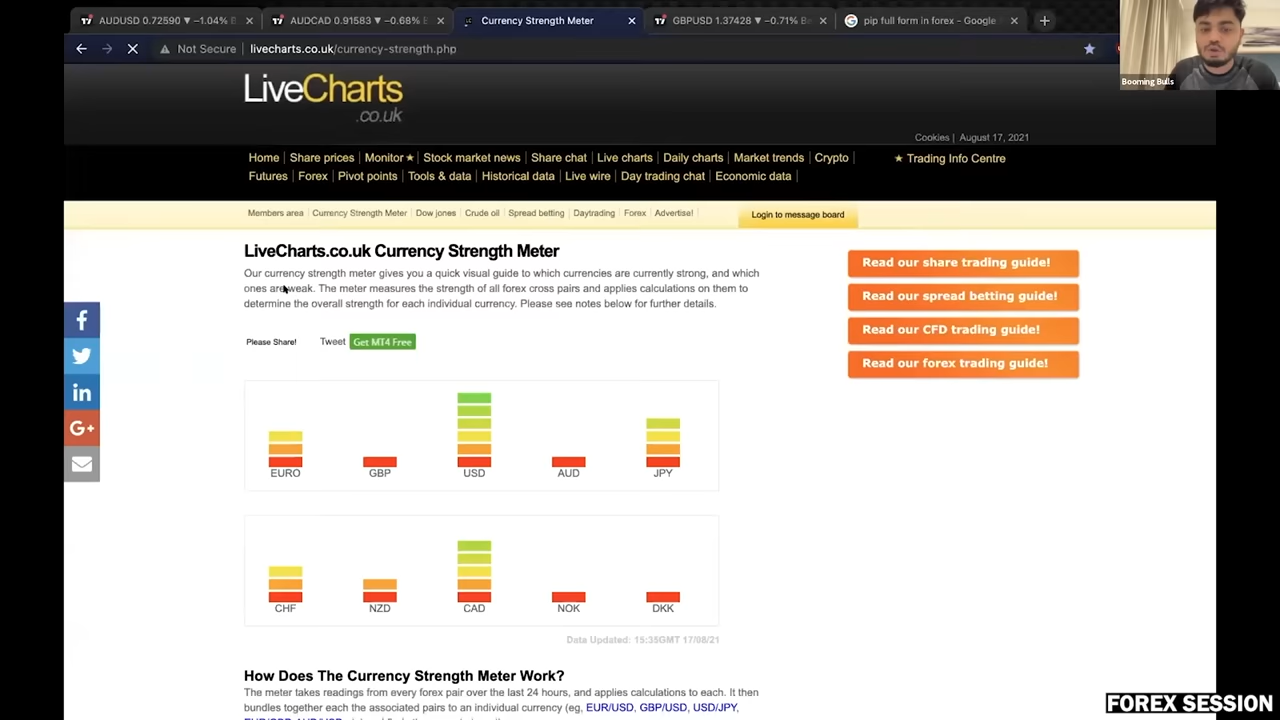 AUDUSD 0.72590 ▼ −1.04% B
AUDCAD 0.91583 ▼ −0.68% E
Currency Strength Meter
GBPUSD 1.37428 ▼ −0.71% B
pip full form in forex - Google
Not Secure | livecharts.co.uk/currency-strength.php
Booming Bulls
LiveCharts
.co.uk
Cookies | August 17, 2021
Home | Share prices | Monitor ★ | Stock market news | Share chat | Live charts | Daily charts | Market trends | Crypto
★ Trading Info Centre
Futures | Forex | Pivot points | Tools & data | Historical data | Live wire | Day trading chat | Economic data |
Members area | Currency Strength Meter | Dow jones | Crude oil | Spread betting | Daytrading | Forex | Advertise!
Login to message board
LiveCharts.co.uk Currency Strength Meter
Our currency strength meter gives you a quick visual guide to which currencies are currently strong, and which
ones are weak. The meter measures the strength of all forex cross pairs and applies calculations on them to
determine the overall strength for each individual currency. Please see notes below for further details.
Read our share trading guide!
Read our spread betting guide!
Read our CFD trading guide!
Read our forex trading guide!
Please Share! Tweet Get MT4 Free
EURO GBP USD AUD JPY
CHF NZD CAD NOK DKK
Data Updated: 15:35GMT 17/08/21
How Does The Currency Strength Meter Work?
The meter takes readings from every forex pair over the last 24 hours, and applies calculations to each. It then
bundles together each the associated pairs to an individual currency (eg, EUR/USD, GBP/USD, USD/JPY,
FOREX SESSION